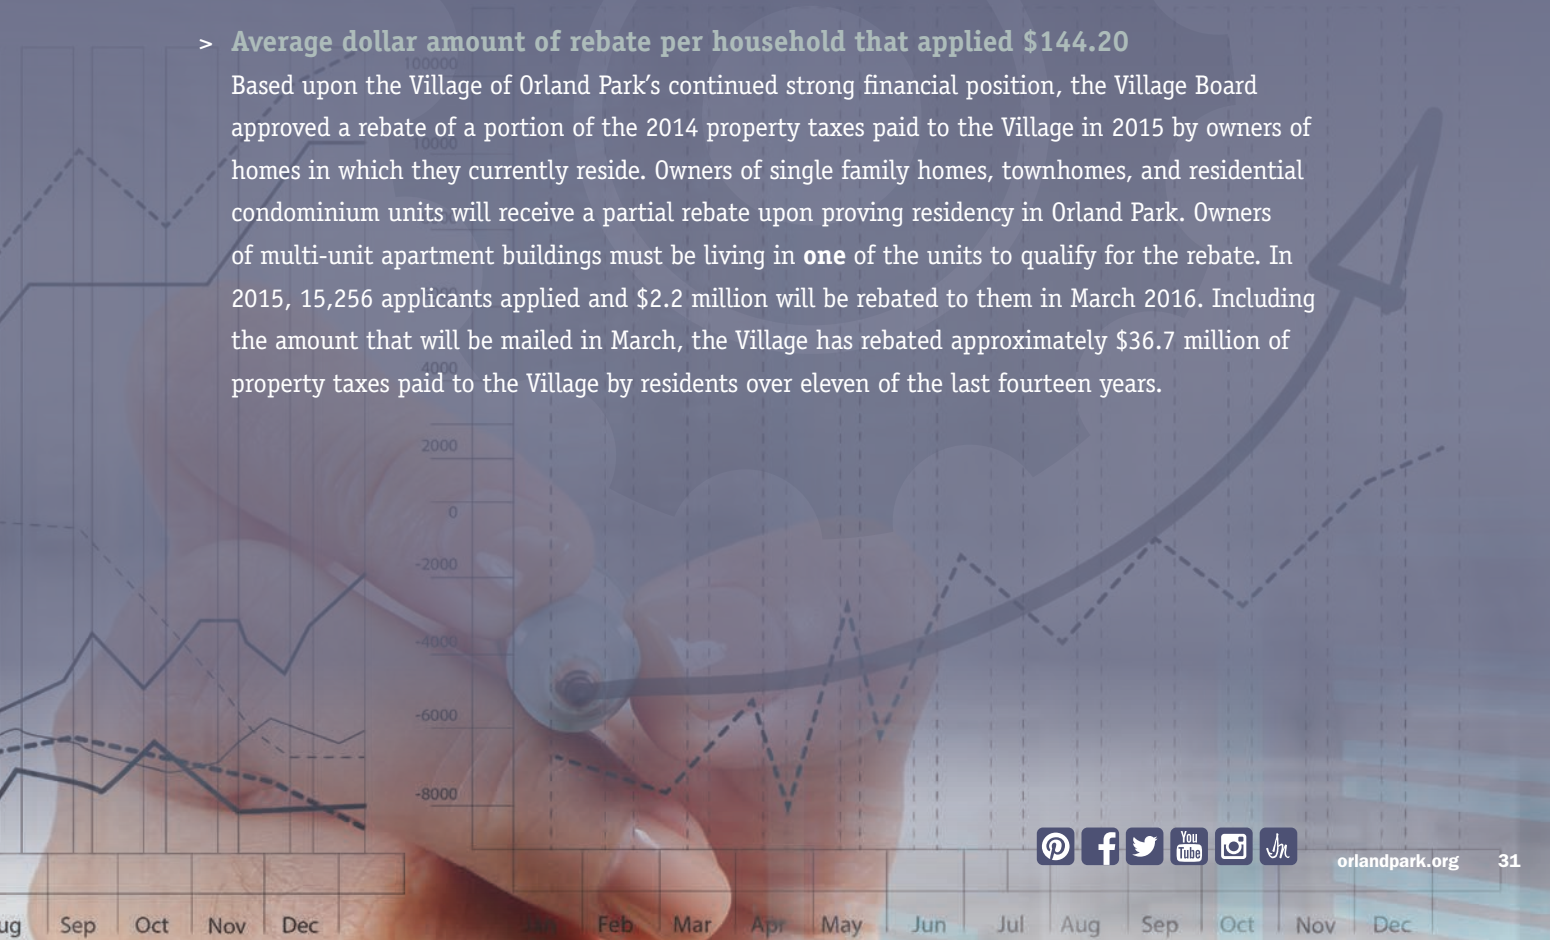 > Average dollar amount of rebate per household that applied $144.20
Based upon the Village of Orland Park's continued strong financial position, the Village Board
approved a rebate of a portion of the 2014 property taxes paid to the Village in 2015 by owners of
homes in which they currently reside. Owners of single family homes, townhomes, and residential
condominium units will receive a partial rebate upon proving residency in Orland Park. Owners
of multi-unit apartment buildings must be living in one of the units to qualify for the rebate. In
2015, 15,256 applicants applied and $2.2 million will be rebated to them in March 2016. Including
the amount that will be mailed in March, the Village has rebated approximately $36.7 million of
property taxes paid to the Village by residents over eleven of the last fourteen years.
100000
10000
4000
2000
0
-2000
-4000
-6000
-8000
You
Tube
orlandpark.org 31
ug Sep Oct Nov Dec Jan Feb Mar Apr May Jun Jul Aug Sep Oct Nov Dec